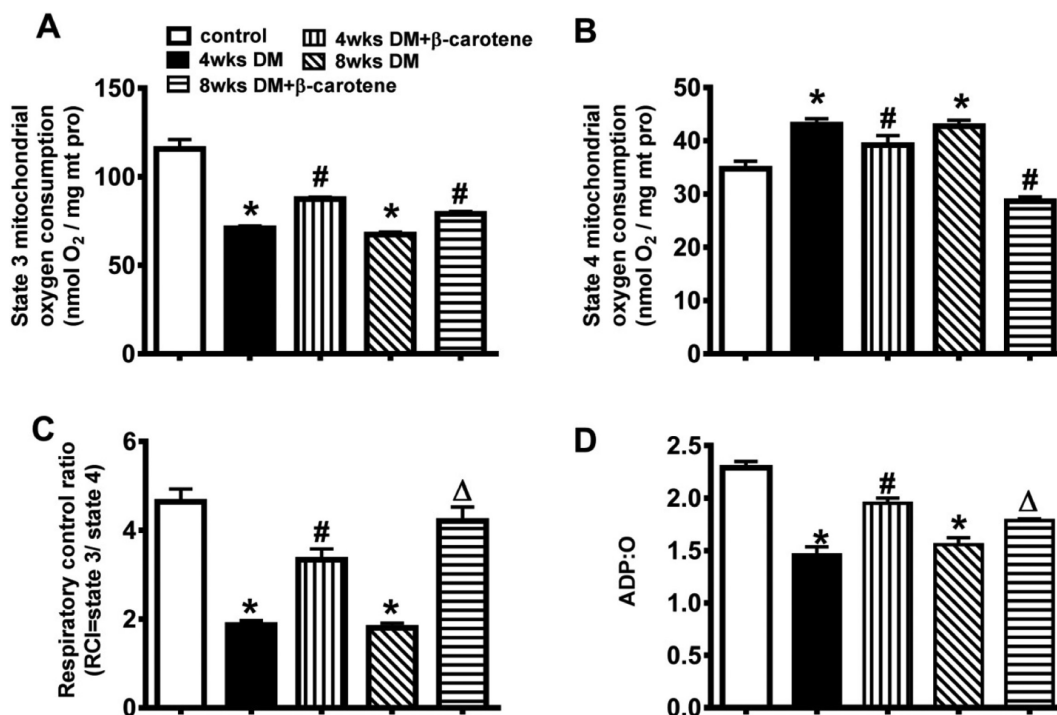 A
control
4wks DM
8wks DM+β-carotene
4wks DM+β-carotene
8wks DM
State 3 mitochondrial
oxygen consumption
(nmol O₂ / mg mt pro)
150
100
50
0
*
#
*
#
B
State 4 mitochondrial
oxygen consumption
(nmol O₂ / mg mt pro)
50
40
30
20
10
0
*
#
*
#
C
Respiratory control ratio
(RCI=state 3/ state 4)
6
4
2
0
*
#
*
Δ
D
ADP:O
2.5
2.0
1.5
1.0
0.5
0.0
*
#
*
Δ